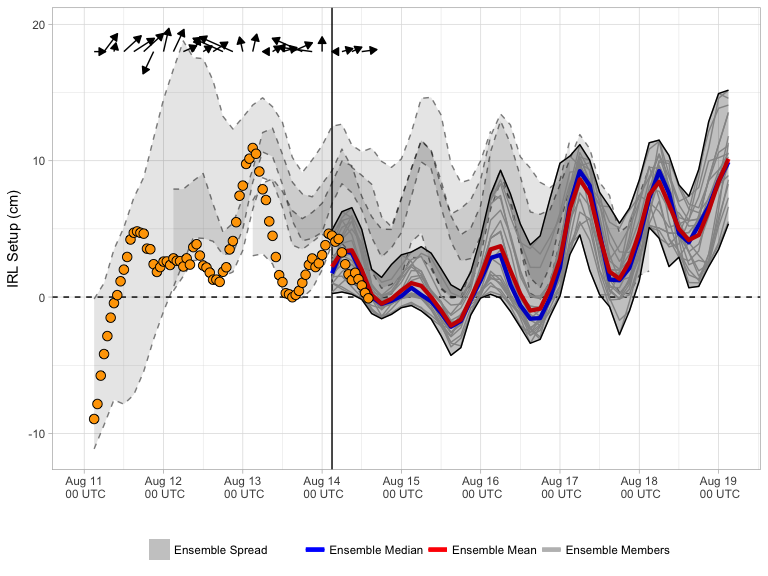 20
10
0
-10
IRL Setup (cm)
Aug 11 Aug 12 Aug 13 Aug 14 Aug 15 Aug 16 Aug 17 Aug 18 Aug 19
00 UTC 00 UTC 00 UTC 00 UTC 00 UTC 00 UTC 00 UTC 00 UTC 00 UTC
Ensemble Spread Ensemble Median Ensemble Mean Ensemble Members